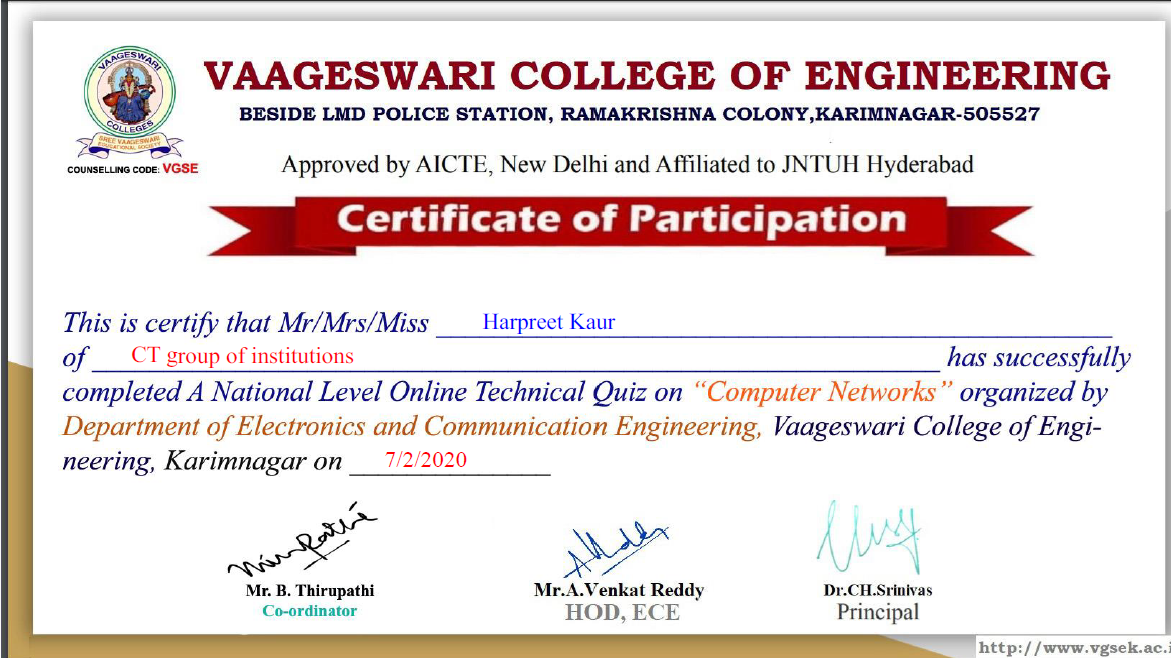 VAAGESWARI
COLLEGES
SREE VAAGESWARI
EDUCATIONAL SOCIETY
COUNSELLING CODE: VGSE
VAAGESWARI COLLEGE OF ENGINEERING
BESIDE LMD POLICE STATION, RAMAKRISHNA COLONY,KARIMNAGAR-505527
Approved by AICTE, New Delhi and Affiliated to JNTUH Hyderabad
Certificate of Participation
This is certify that Mr/Mrs/Miss Harpreet Kaur
of CT group of institutions has successfully
completed A National Level Online Technical Quiz on “Computer Networks” organized by
Department of Electronics and Communication Engineering, Vaageswari College of Engi-
neering, Karimnagar on 7/2/2020
Mr. B. Thirupathi
Co-ordinator
Mr.A.Venkat Reddy
HOD, ECE
Dr.CH.Srinivas
Principal
http://www.vgsek.ac.i